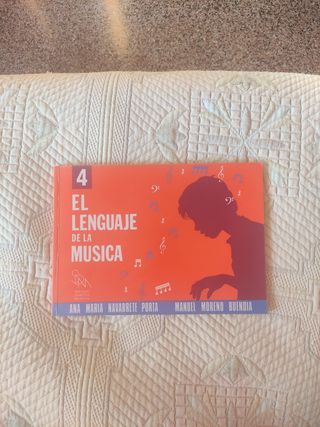 4
EL
LENGUAJE
DE LA
MUSICA
ANA MARIA NAVARRETE PORTA MANUEL MORENO BUENDIA